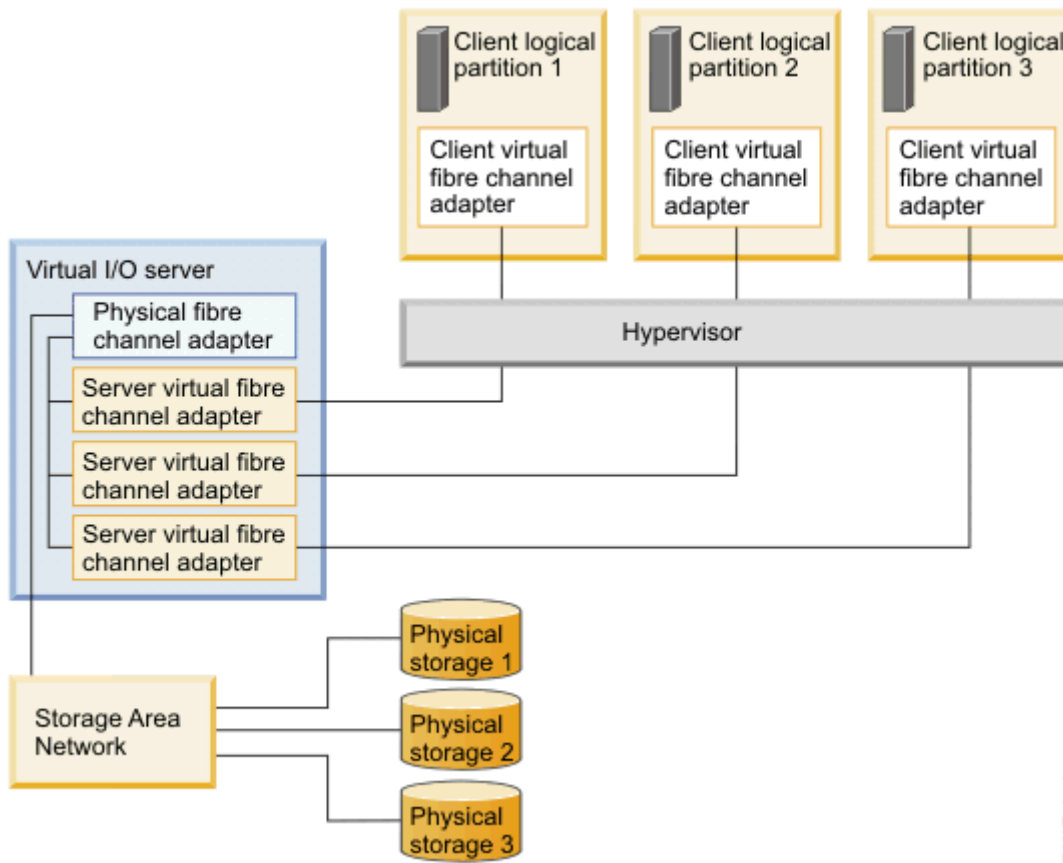 Client logical
partition 1
Client logical
partition 2
Client logical
partition 3
Client virtual
fibre channel
adapter
Client virtual
fibre channel
adapter
Client virtual
fibre channel
adapter
Virtual I/O server
Physical fibre
channel adapter
Hypervisor
Server virtual fibre
channel adapter
Server virtual fibre
channel adapter
Server virtual fibre
channel adapter
Physical
storage 1
Storage Area
Network
Physical
storage 2
Physical
storage 3